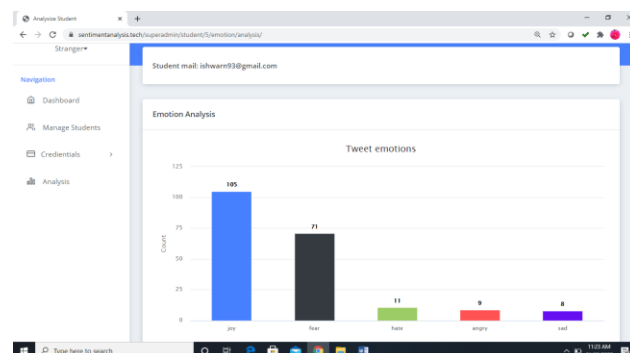 Analysize Student
sentimentanalysis.tech/superadmin/student/5/emotion/analysis/
Stranger
Student mail: ishwarn93@gmail.com
Navigation
Dashboard
Manage Students
Credientials
Analysis
Emotion Analysis
Tweet emotions
125
100
75
50
25
0
Count
105
71
11
9
8
joy
fear
hate
angry
sad
Type here to search
11:23 AM